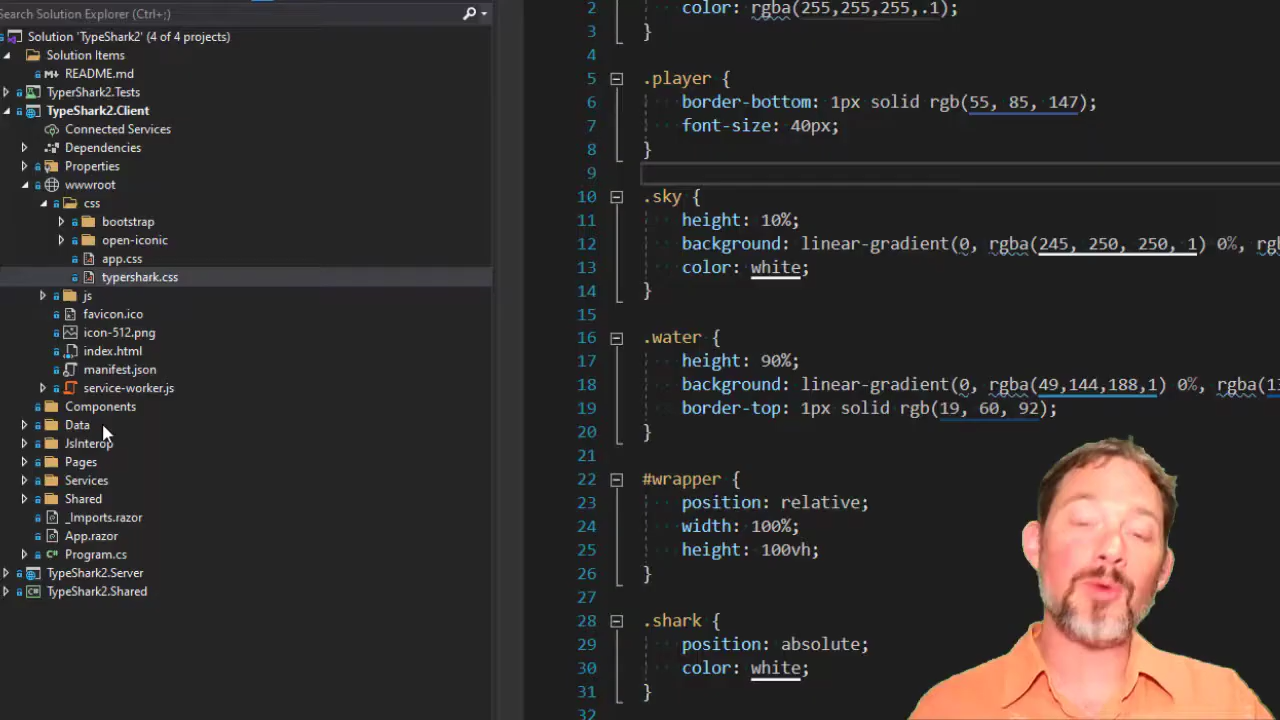 Search Solution Explorer (Ctrl+;)
Solution 'TypeShark2' (4 of 4 projects)
Solution Items
README.md
TyperShark2.Tests
TypeShark2.Client
Connected Services
Dependencies
Properties
wwwroot
css
bootstrap
open-iconic
app.css
typershark.css
js
favicon.ico
icon-512.png
index.html
manifest.json
service-worker.js
Components
Data
JsInterop
Pages
Services
Shared
_Imports.razor
App.razor
Program.cs
TypeShark2.Server
TypeShark2.Shared
2 color: rgba(255,255,255,.1);
3 }
4
5 .player {
6 border-bottom: 1px solid rgb(55, 85, 147);
7 font-size: 40px;
8 }
9
10 .sky {
11 height: 10%;
12 background: linear-gradient(0, rgba(245, 250, 250, 1) 0%, rg
13 color: white;
14 }
15
16 .water {
17 height: 90%;
18 background: linear-gradient(0, rgba(49,144,188,1) 0%, rgba(1
19 border-top: 1px solid rgb(19, 60, 92);
20 }
21
22 #wrapper {
23 position: relative;
24 width: 100%;
25 height: 100vh;
26 }
27
28 .shark {
29 position: absolute;
30 color: white;
31 }
32